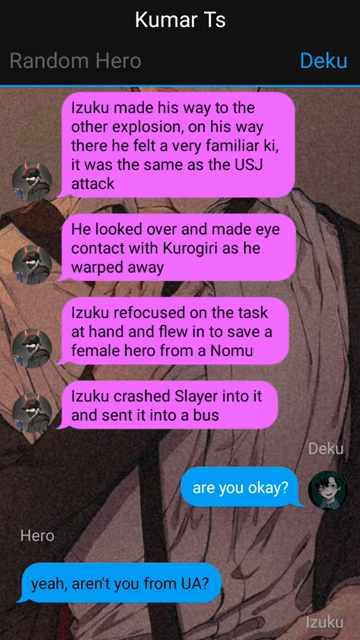 Kumar Ts
Random Hero
Deku
Izuku made his way to the
other explosion, on his way
there he felt a very familiar ki,
it was the same as the USJ
attack
He looked over and made eye
contact with Kurogiri as he
warped away
Izuku refocused on the task
at hand and flew in to save a
female hero from a Nomu
Izuku crashed Slayer into it
and sent it into a bus
Deku
are you okay?
Hero
yeah, aren't you from UA?
Izuku